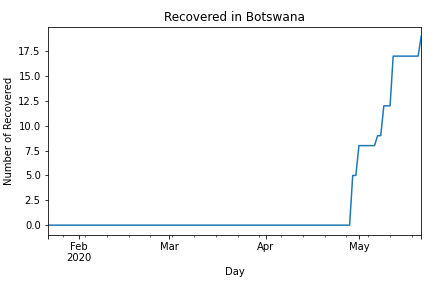 Recovered in Botswana
Number of Recovered
17.5
15.0
12.5
10.0
7.5
5.0
2.5
0.0
Feb
2020
Mar
Apr
May
Day